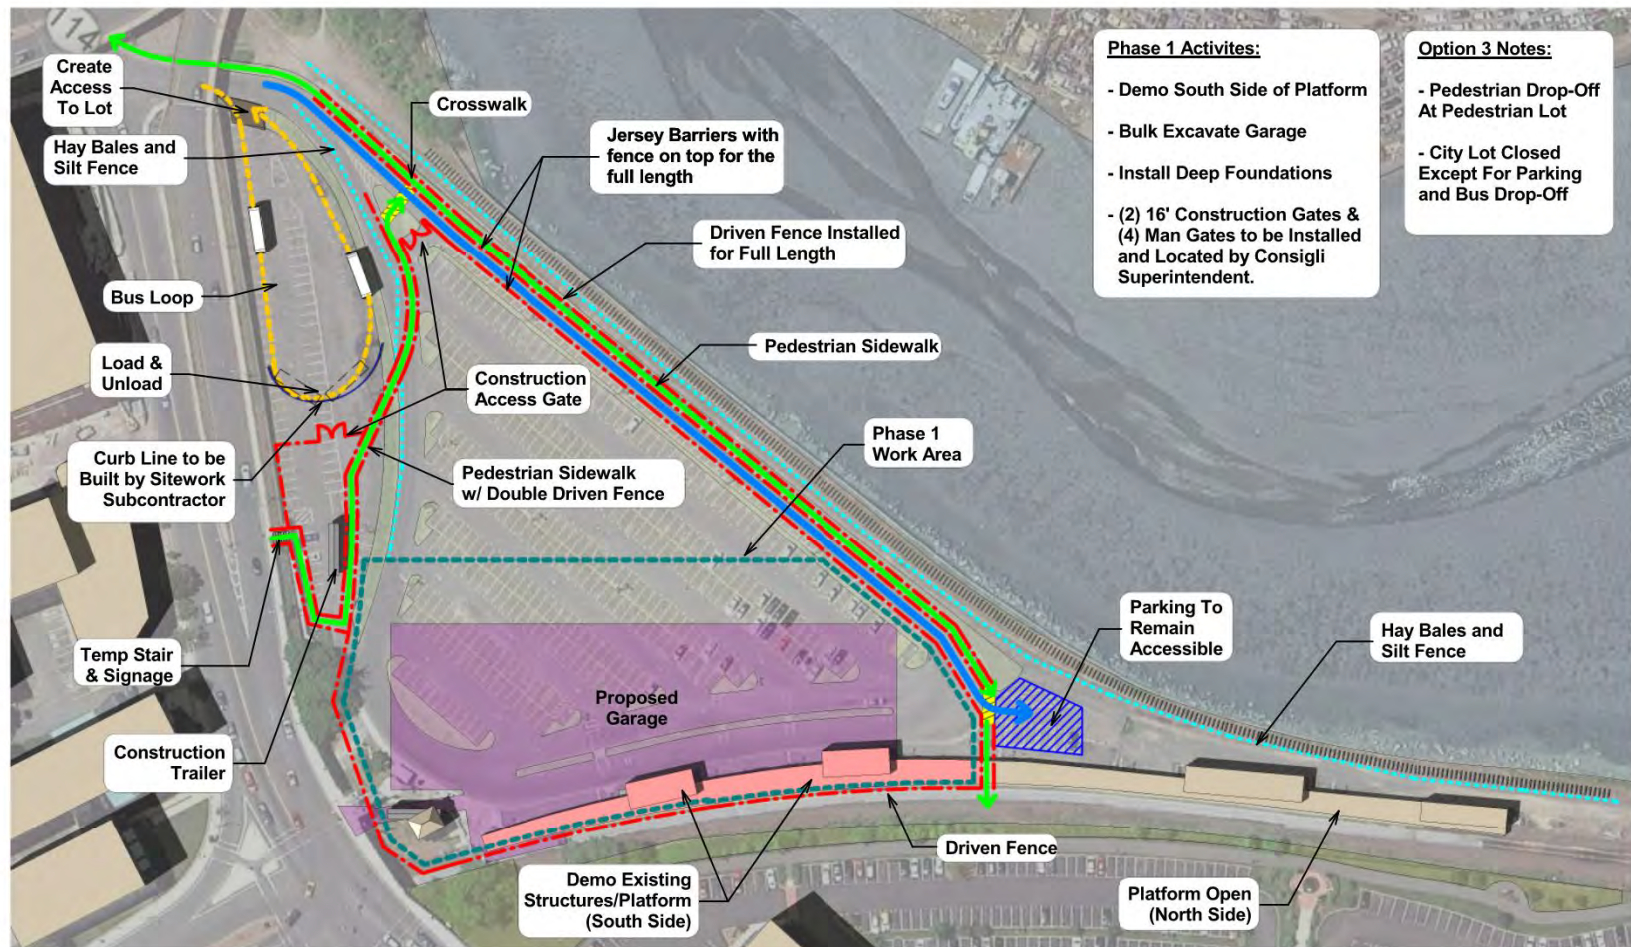 114
Create
Access
To Lot
Hay Bales and
Silt Fence
Bus Loop
Load &
Unload
Curb Line to be
Built by Sitework
Subcontractor
Temp Stair
& Signage
Construction
Trailer
Crosswalk
Jersey Barriers with
fence on top for the
full length
Driven Fence Installed
for Full Length
Pedestrian Sidewalk
Construction
Access Gate
Pedestrian Sidewalk
w/ Double Driven Fence
Phase 1
Work Area
Parking To
Remain
Accessible
Hay Bales and
Silt Fence
Proposed
Garage
Driven Fence
Demo Existing
Structures/Platform
(South Side)
Platform Open
(North Side)
Phase 1 Activites:
- Demo South Side of Platform
- Bulk Excavate Garage
- Install Deep Foundations
- (2) 16' Construction Gates &
(4) Man Gates to be Installed
and Located by Consigli
Superintendent.
Option 3 Notes:
- Pedestrian Drop-Off
At Pedestrian Lot
- City Lot Closed
Except For Parking
and Bus Drop-Off